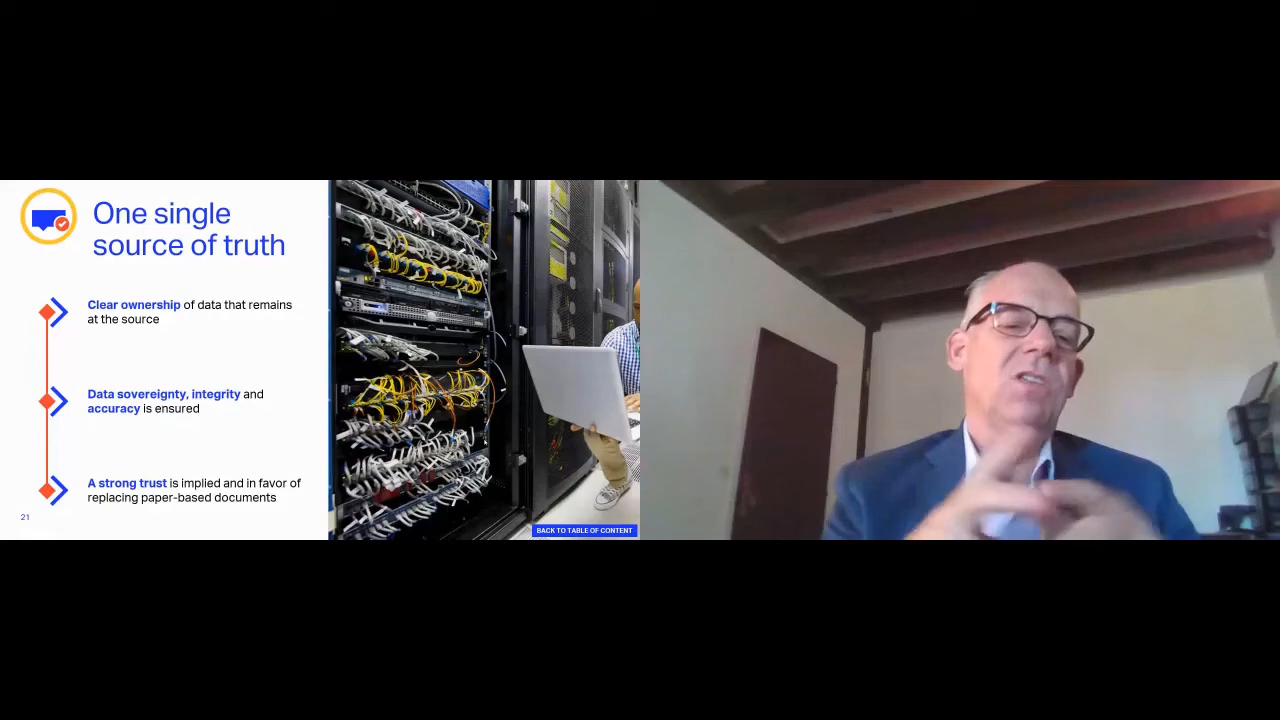 One single
source of truth
Clear ownership of data that remains
at the source
Data sovereignty, integrity and
accuracy is ensured
A strong trust is implied and in favor of
replacing paper-based documents
21
BACK TO TABLE OF CONTENT